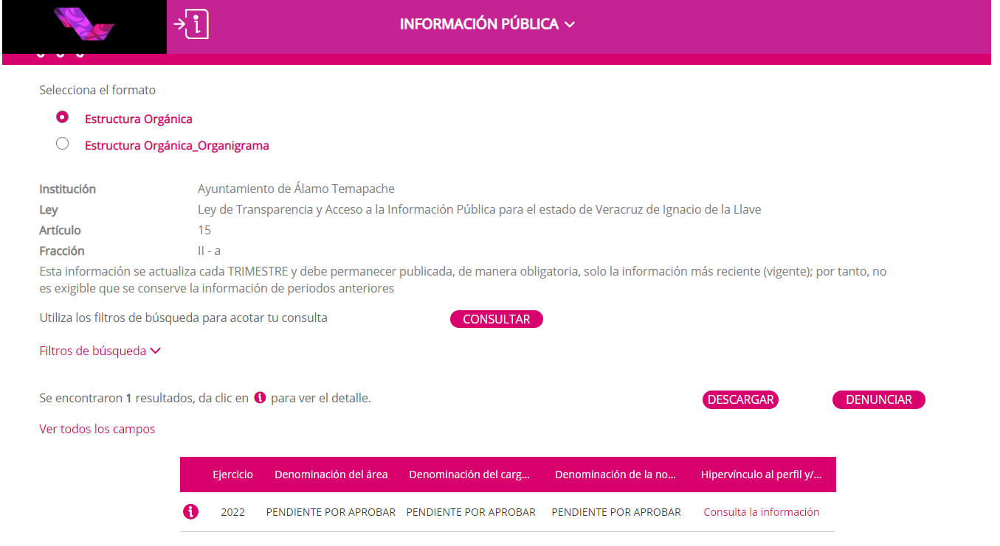 INFORMACIÓN PÚBLICA
Selecciona el formato
Estructura Orgánica
Estructura Orgánica_Organigrama
Institución Ayuntamiento de Álamo Temapache
Ley Ley de Transparencia y Acceso a la Información Pública para el estado de Veracruz de Ignacio de la Llave
Artículo 15
Fracción II - a
Esta información se actualiza cada TRIMESTRE y debe permanecer publicada, de manera obligatoria, solo la información más reciente (vigente); por tanto, no
es exigible que se conserve la información de periodos anteriores
Utiliza los filtros de búsqueda para acotar tu consulta CONSULTAR
Filtros de búsqueda
Se encontraron 1 resultados, da clic en i para ver el detalle. DESCARGAR DENUNCIAR
Ver todos los campos
Ejercicio Denominación del área Denominación del carg... Denominación de la no... Hipervínculo al perfil y/...
2022 PENDIENTE POR APROBAR PENDIENTE POR APROBAR PENDIENTE POR APROBAR Consulta la información